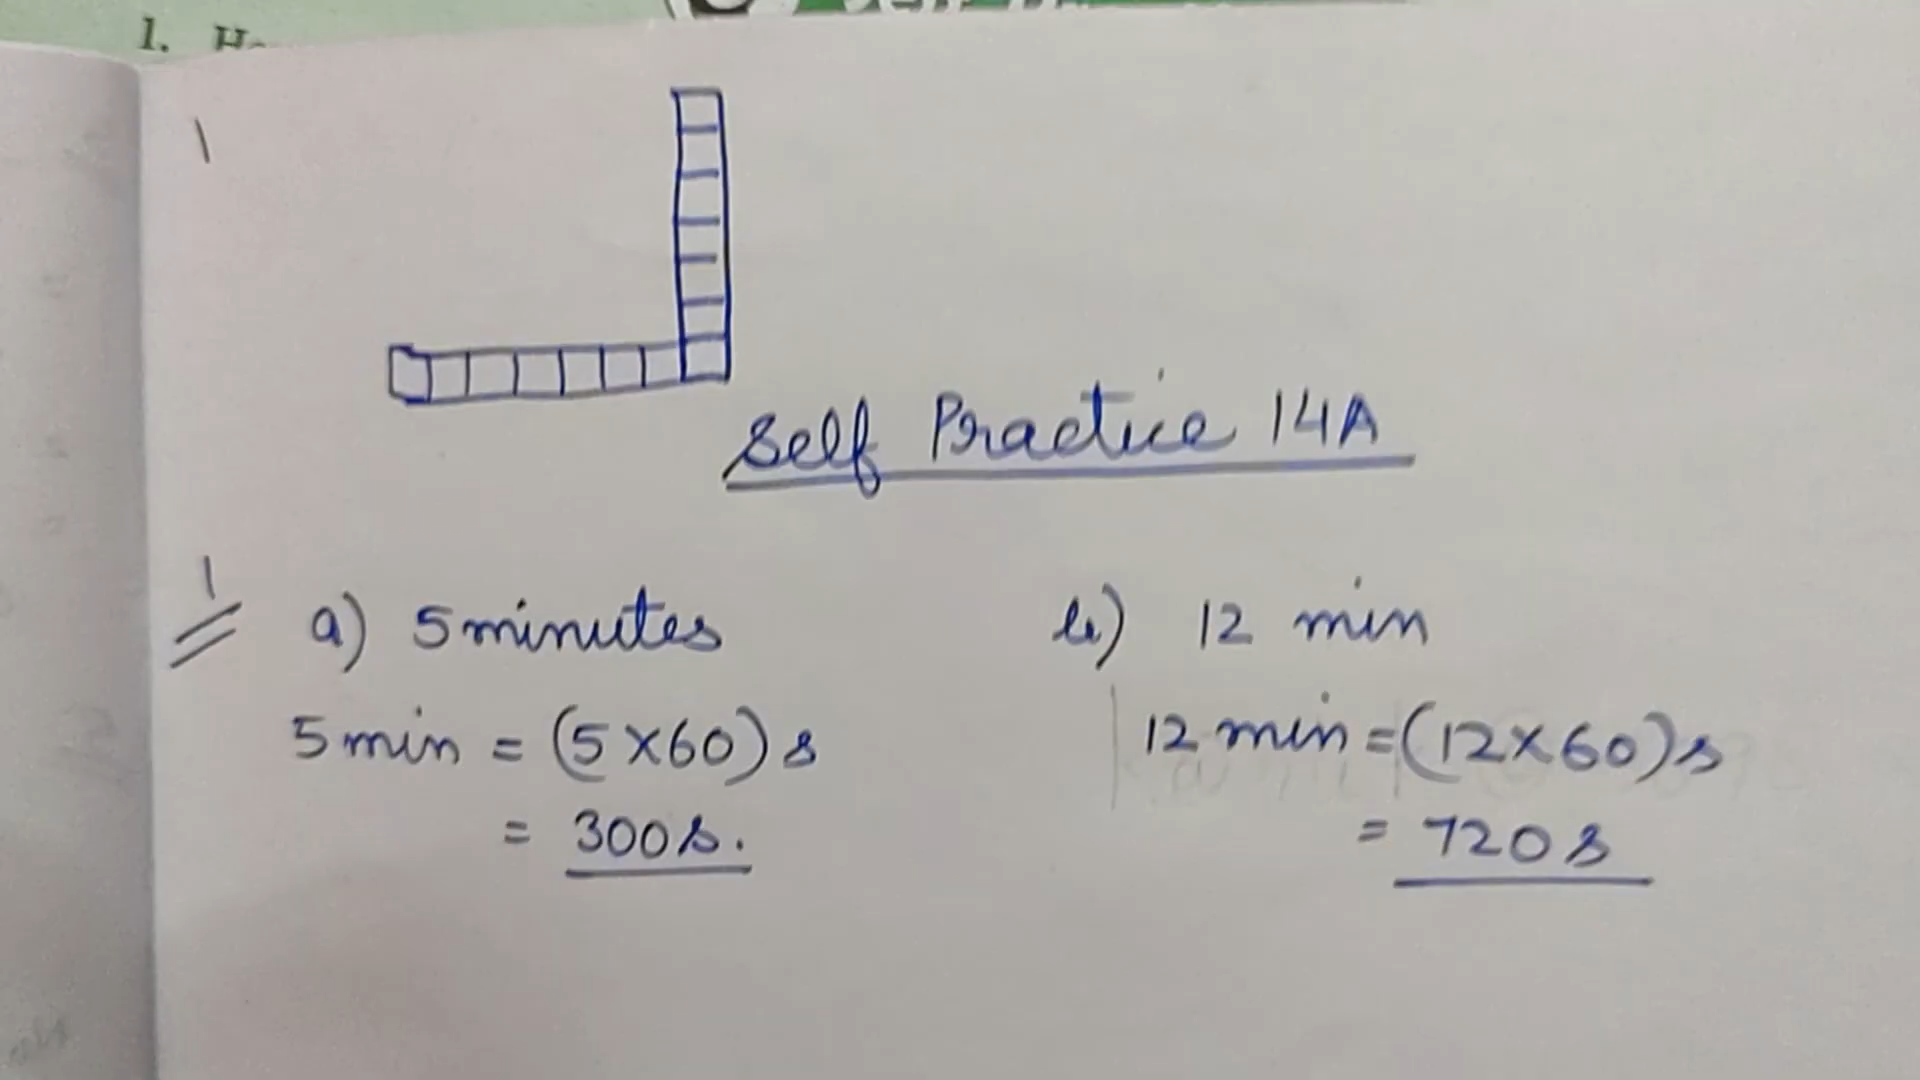 1.
Self Practice 14A
1 a) 5 minutes b) 12 min
5 min = (5×60) s 12 min = (12×60) s
= 300 s. = 720 s